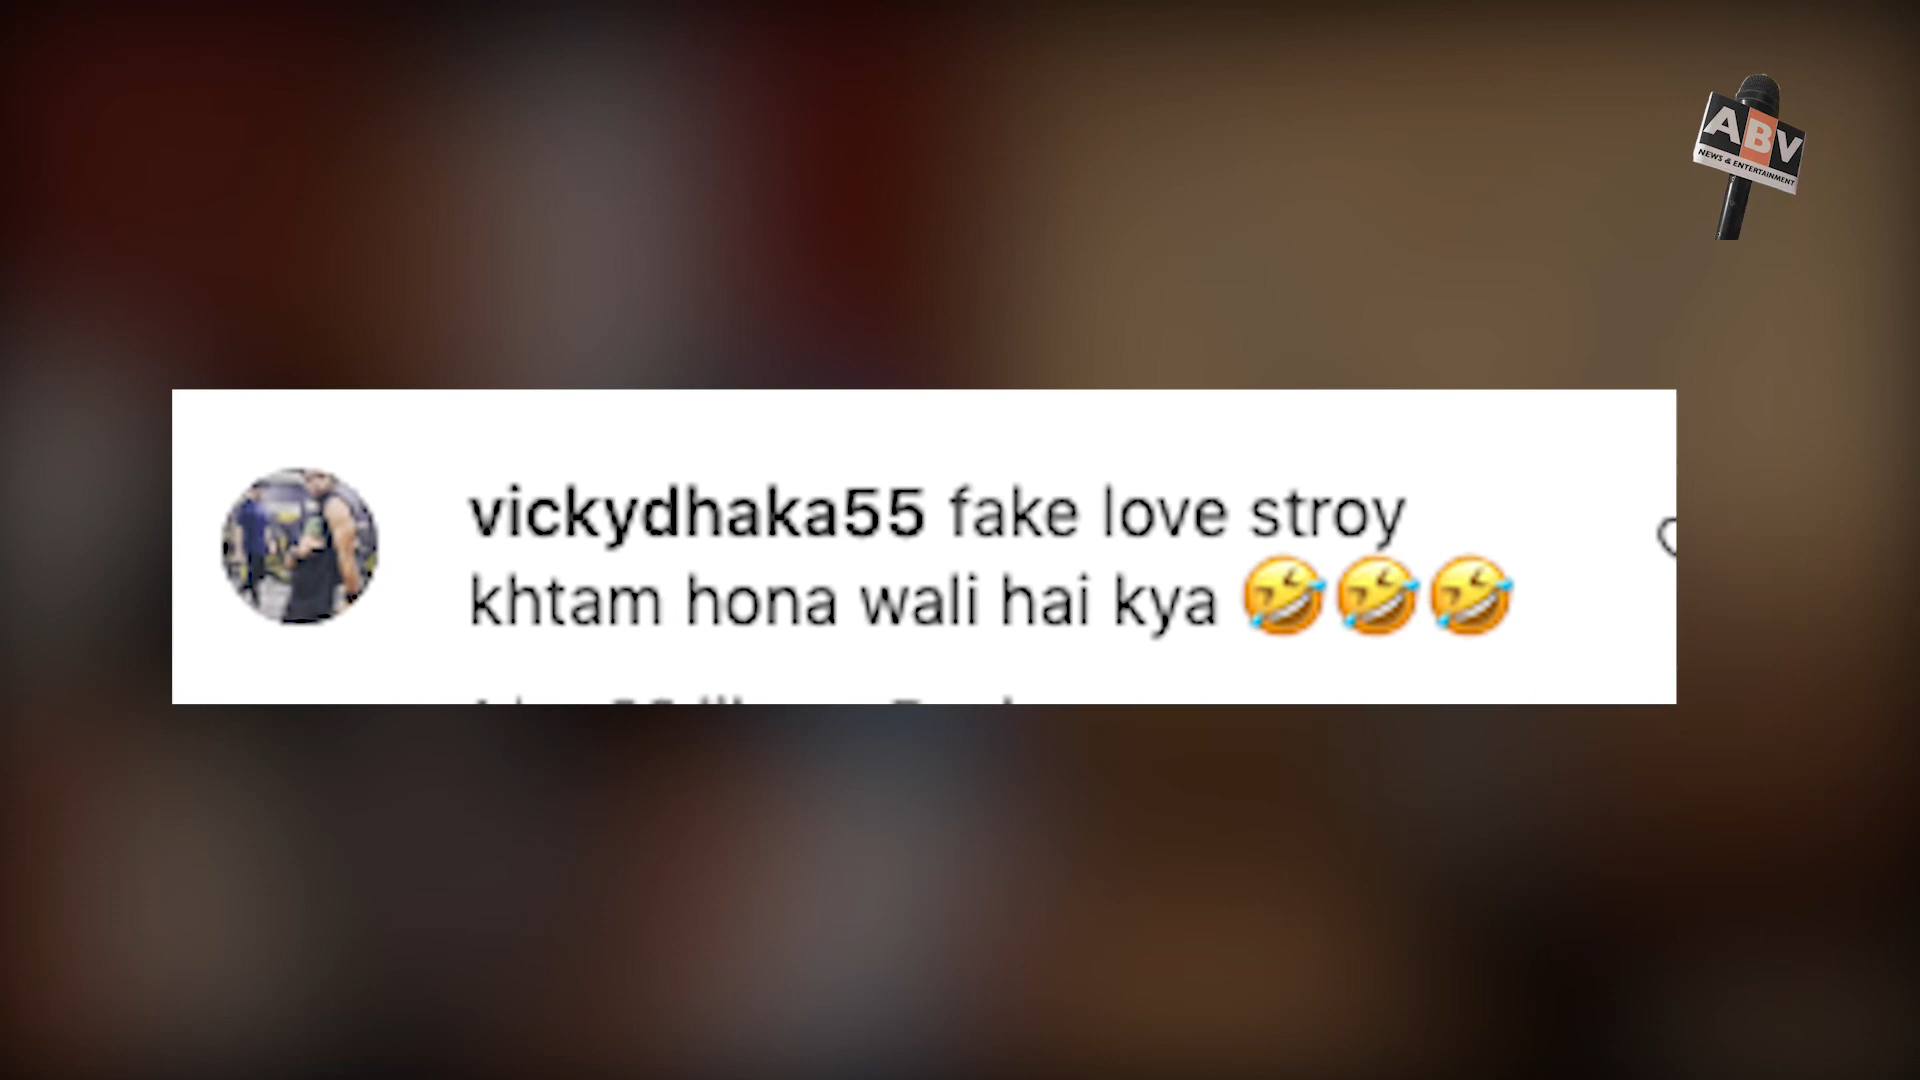 ABV
NEWS & ENTERTAINMENT
vickydhaka55 fake love stroy
khtam hona wali hai kya 🤣🤣🤣